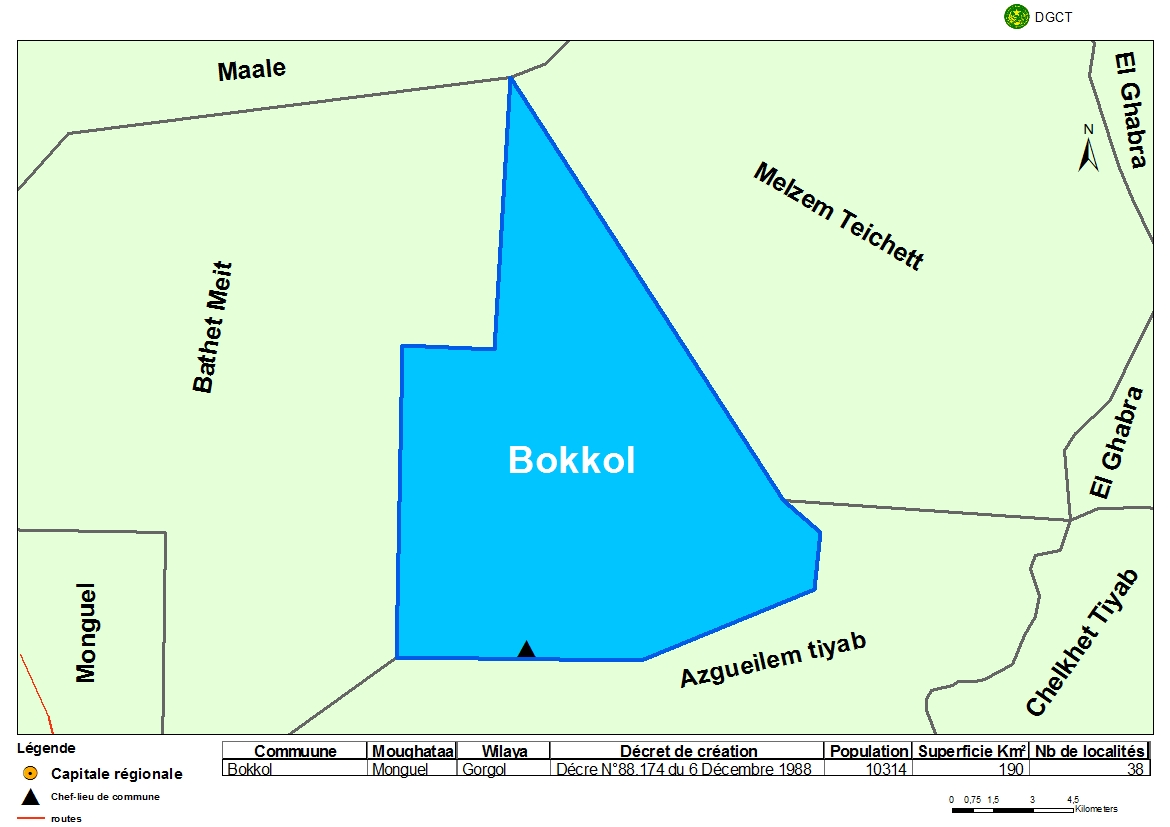 DGCT
Maale
El Ghabra
N
Melzem Teichett
Bathet Meit
El Ghabra
Bokkol
Monguel
Chelkhet Tiyab
Azgueilem tiyab
Légende
Capitale régionale
Chef-lieu de commune
routes
Commuune Moughataa Wilaya Décret de création Population Superficie Km² Nb de localités
Bokkol Monguel Gorgol Décre N°88.174 du 6 Décembre 1988 10314 190 38
0 0,75 1,5 3 4,5
Kilometers